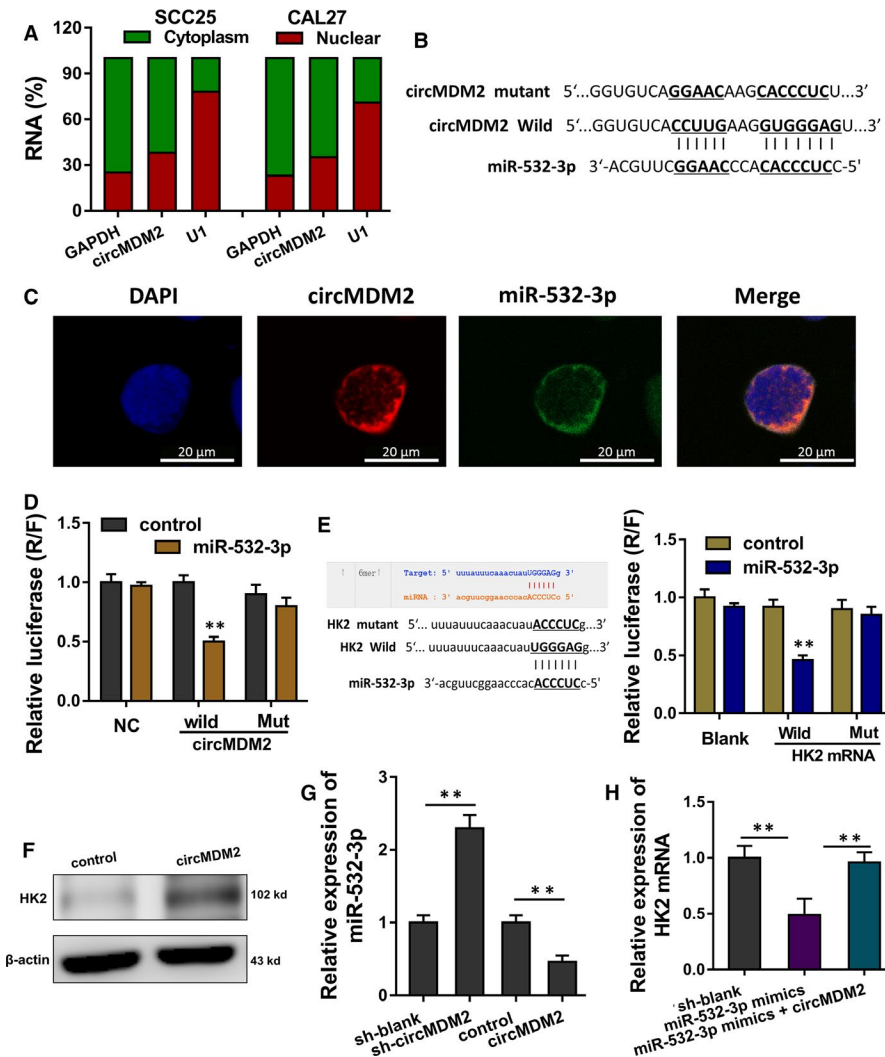 A
SCC25 CAL27
Cytoplasm Nuclear
RNA (%)
120
90
60
30
0
GAPDH
circMDM2
U1
GAPDH
circMDM2
U1
B
circMDM2 mutant 5‘...GGUGUCAGGAACAAGCACCCUCU...3’
circMDM2 Wild 5‘...GGUGUCACCUUGAAGGUGGGAGU...3’
miR-532-3p 3‘-ACGUUCGGAACCCACACCCUCC-5'
C
DAPI circMDM2 miR-532-3p Merge
20 μm 20 μm 20 μm 20 μm
D
Relative luciferase (R/F)
1.5
1.0
0.5
0.0
control
miR-532-3p
**
NC wild Mut
circMDM2
E
↑ 6mer ↑ Target: 5' uuuauuucaaacuauUGGGAGg 3'
miRNA : 3' acguucggaacccacACCCUCc 5'
HK2 mutant 5‘... uuuauuucaaacuauACCCUCg...3’
HK2 Wild 5‘... uuuauuucaaacuauUGGGAGg...3’
miR-532-3p 3‘-acguucggaacccacACCCUCc-5'
Relative luciferase (R/F)
1.5
1.0
0.5
0.0
control
miR-532-3p
**
Blank Wild Mut
HK2 mRNA
F
control circMDM2
HK2 102 kd
β-actin 43 kd
G
Relative expression of
miR-532-3p
3
2
1
0
**
**
sh-blank
sh-circMDM2
control
circMDM2
H
Relative expression of
HK2 mRNA
1.5
1.0
0.5
0.0
**
**
sh-blank
miR-532-3p mimics
miR-532-3p mimics + circMDM2